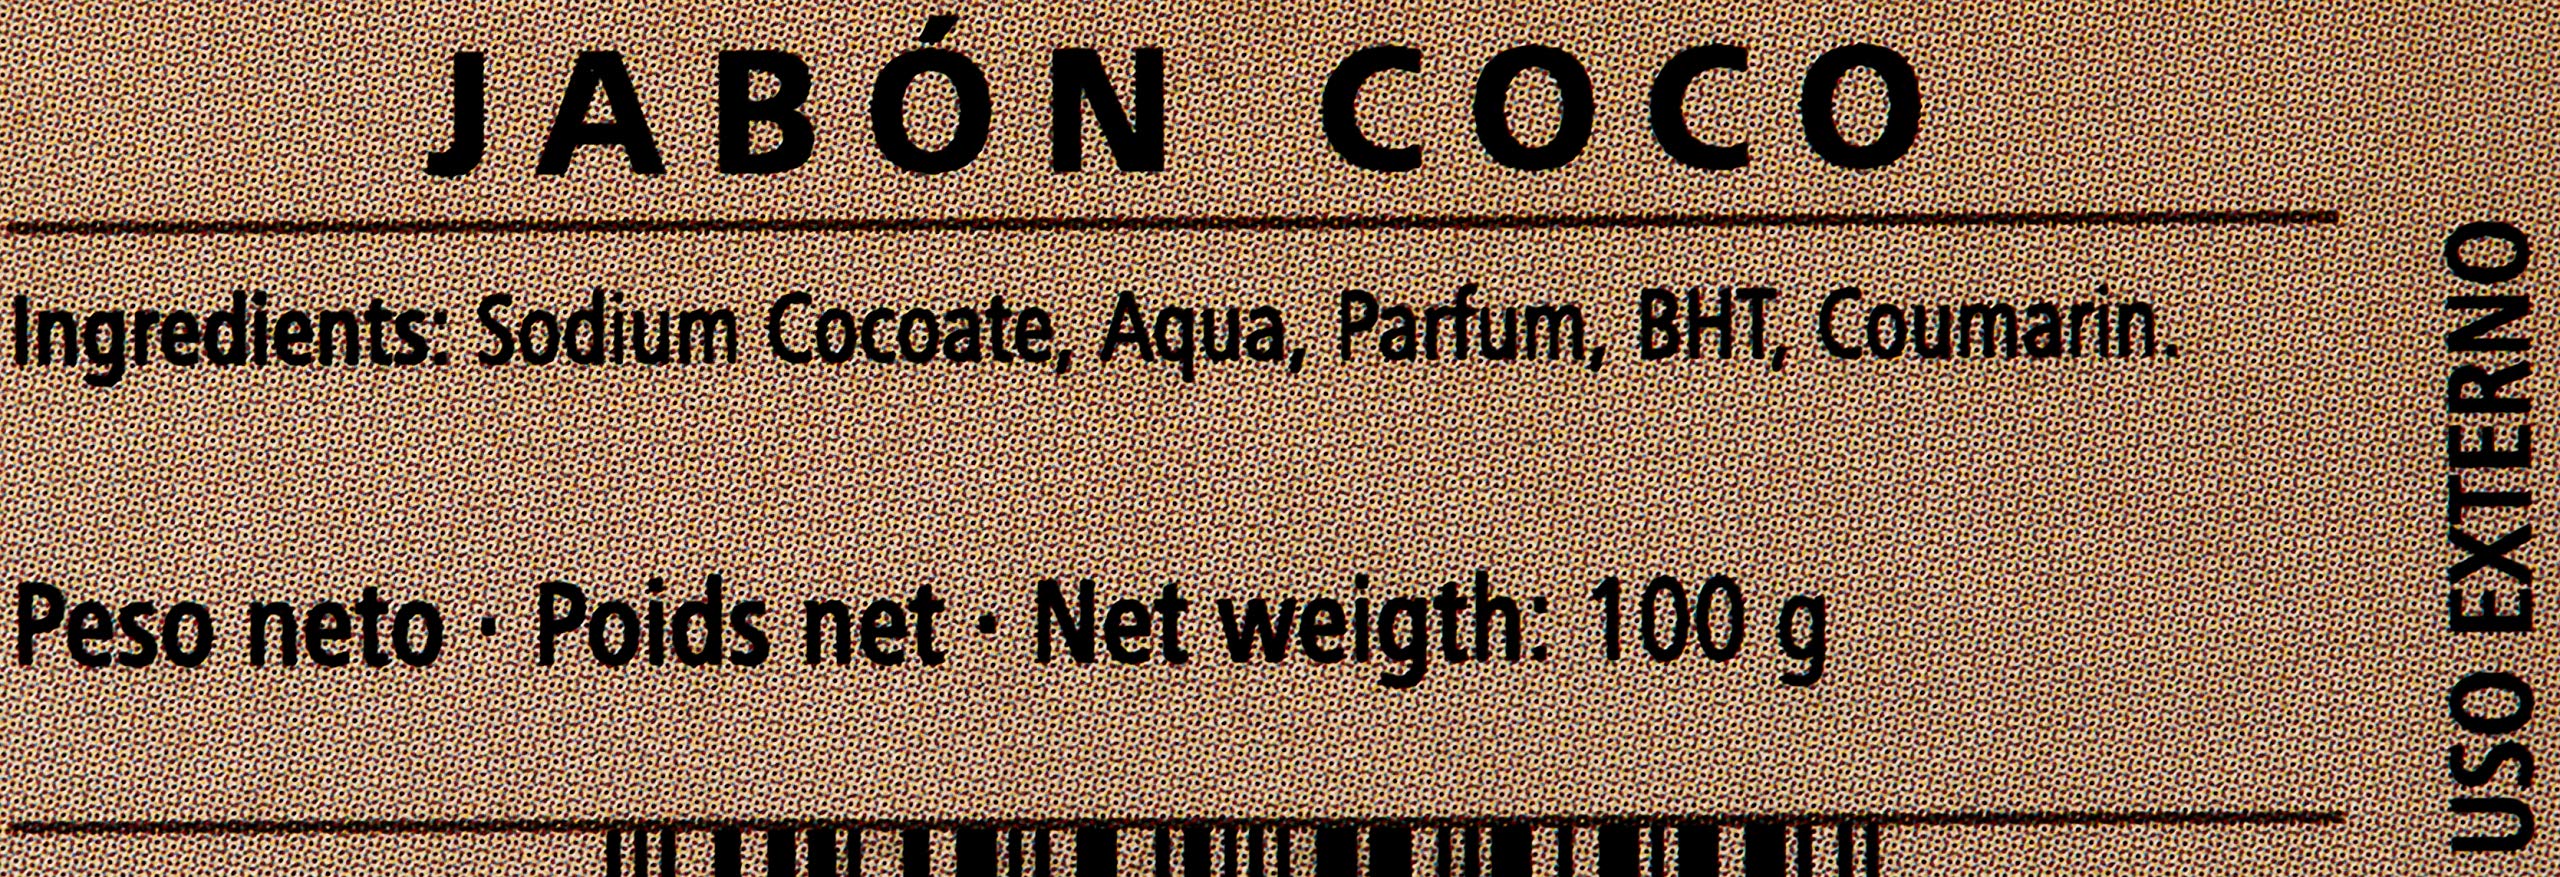 JABÓN COCO
Ingredients: Sodium Cocoate, Aqua, Parfum, BHT, Coumarin.
Peso neto · Poids net · Net weigth: 100 g
USO EXTERNO